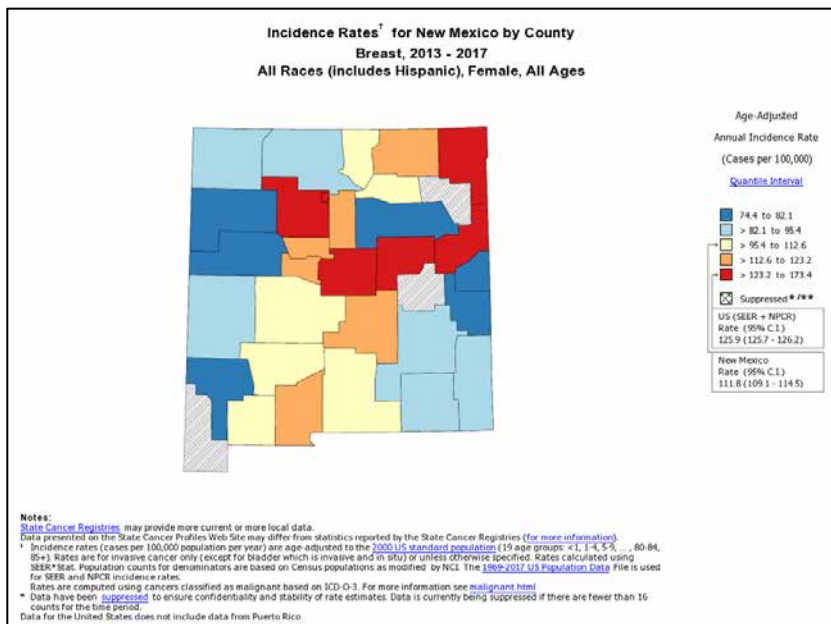 Incidence Rates† for New Mexico by County
Breast, 2013 - 2017
All Races (includes Hispanic), Female, All Ages
Age-Adjusted
Annual Incidence Rate
(Cases per 100,000)
Quantile Interval
74.4 to 82.1
> 82.1 to 95.4
> 95.4 to 112.6
> 112.6 to 123.2
> 123.2 to 173.4
Suppressed * /**
US (SEER + NPCR)
Rate (95% C.I.)
125.9 (125.7 - 126.2)
New Mexico
Rate (95% C.I.)
111.8 (109.1 - 114.5)
Notes:
State Cancer Registries may provide more current or more local data.
Data presented on the State Cancer Profiles Web Site may differ from statistics reported by the State Cancer Registries (for more information).
† Incidence rates (cases per 100,000 population per year) are age-adjusted to the 2000 US standard population (19 age groups: <1, 1-4, 5-9, ... , 80-84,
85+). Rates are for invasive cancer only (except for bladder which is invasive and in situ) or unless otherwise specified. Rates calculated using
SEER*Stat. Population counts for denominators are based on Census populations as modified by NCI. The 1969-2017 US Population Data File is used
for SEER and NPCR incidence rates.
Rates are computed using cancers classified as malignant based on ICD-O-3. For more information see malignant.html
* Data have been suppressed to ensure confidentiality and stability of rate estimates. Data is currently being suppressed if there are fewer than 16
counts for the time period.
Data for the United States does not include data from Puerto Rico